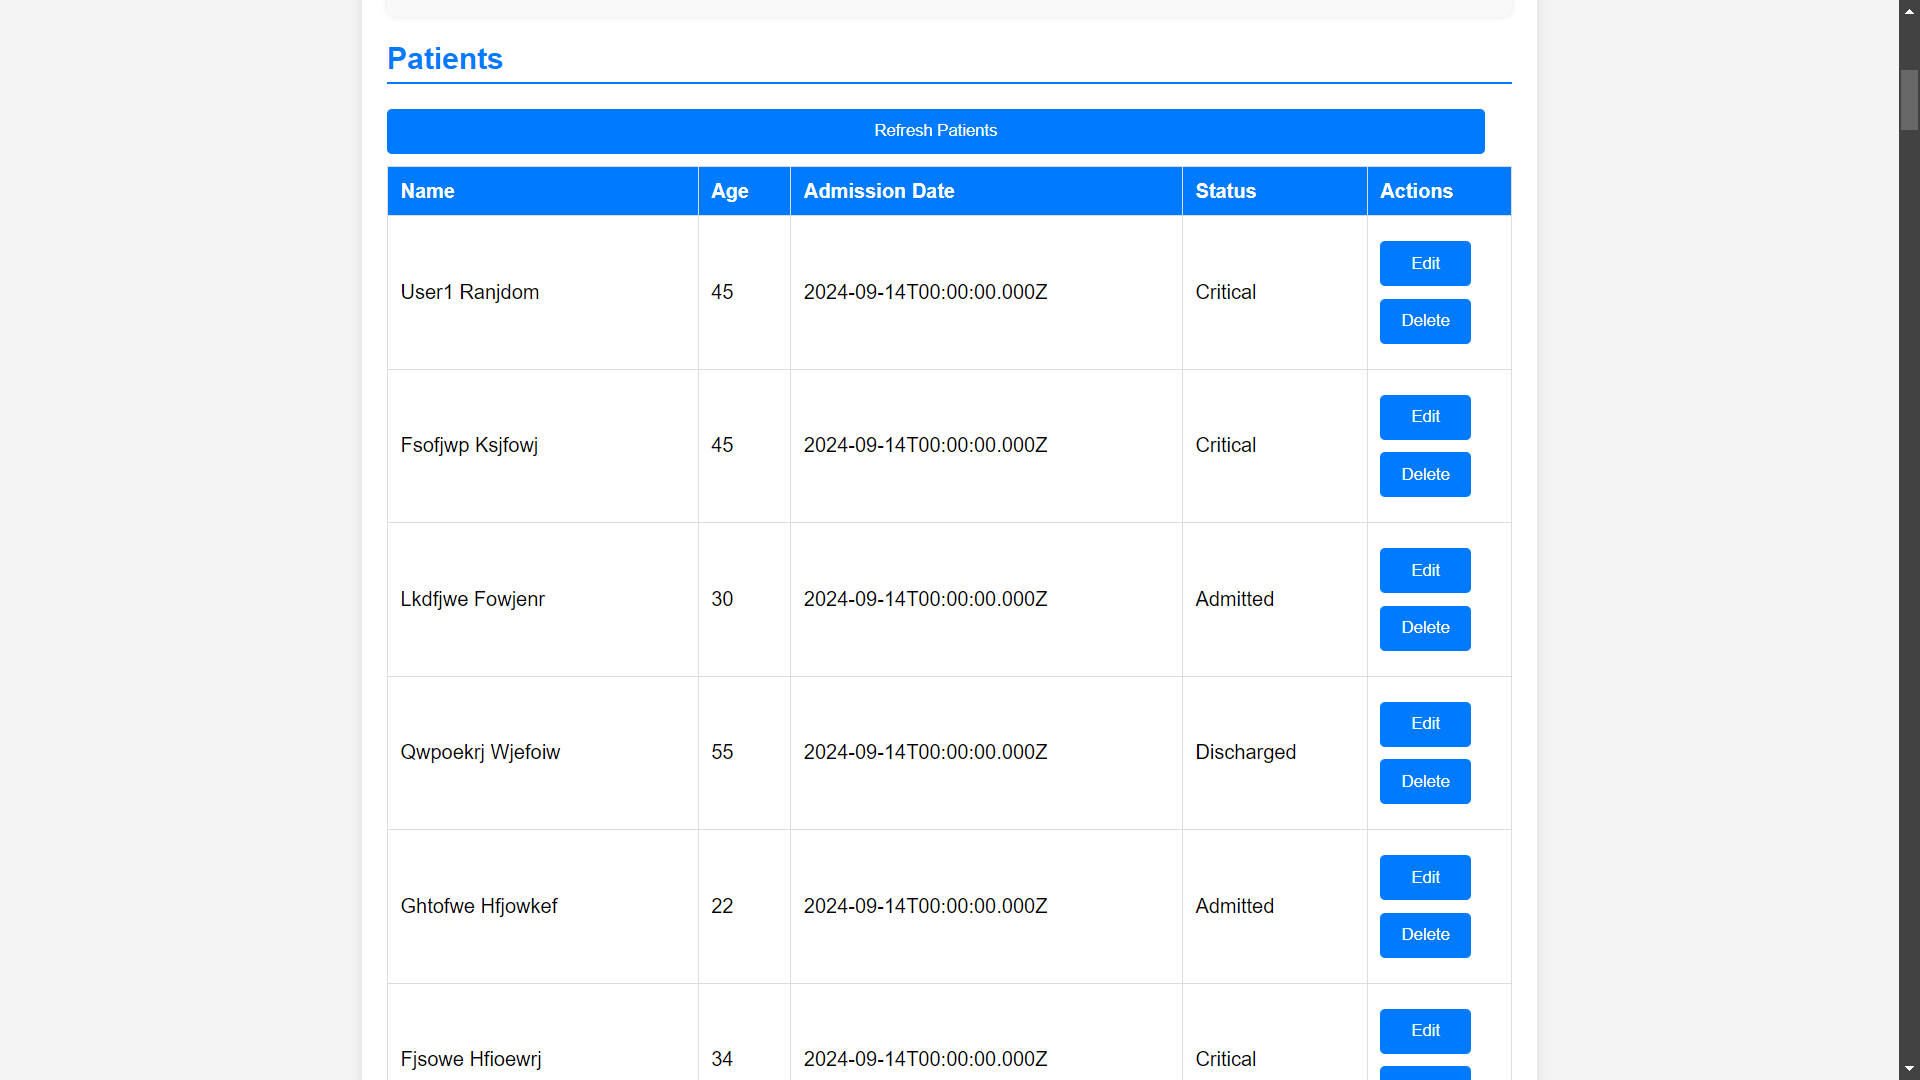 Patients
Refresh Patients
Name Age Admission Date Status Actions
User1 Ranjdom 45 2024-09-14T00:00:00.000Z Critical Edit
Delete
Fsofjwp Ksjfowj 45 2024-09-14T00:00:00.000Z Critical Edit
Delete
Lkdfjwe Fowjenr 30 2024-09-14T00:00:00.000Z Admitted Edit
Delete
Qwpoekrj Wjefoiw 55 2024-09-14T00:00:00.000Z Discharged Edit
Delete
Ghtofwe Hfjowkef 22 2024-09-14T00:00:00.000Z Admitted Edit
Delete
Fjsowe Hfioewrj 34 2024-09-14T00:00:00.000Z Critical Edit